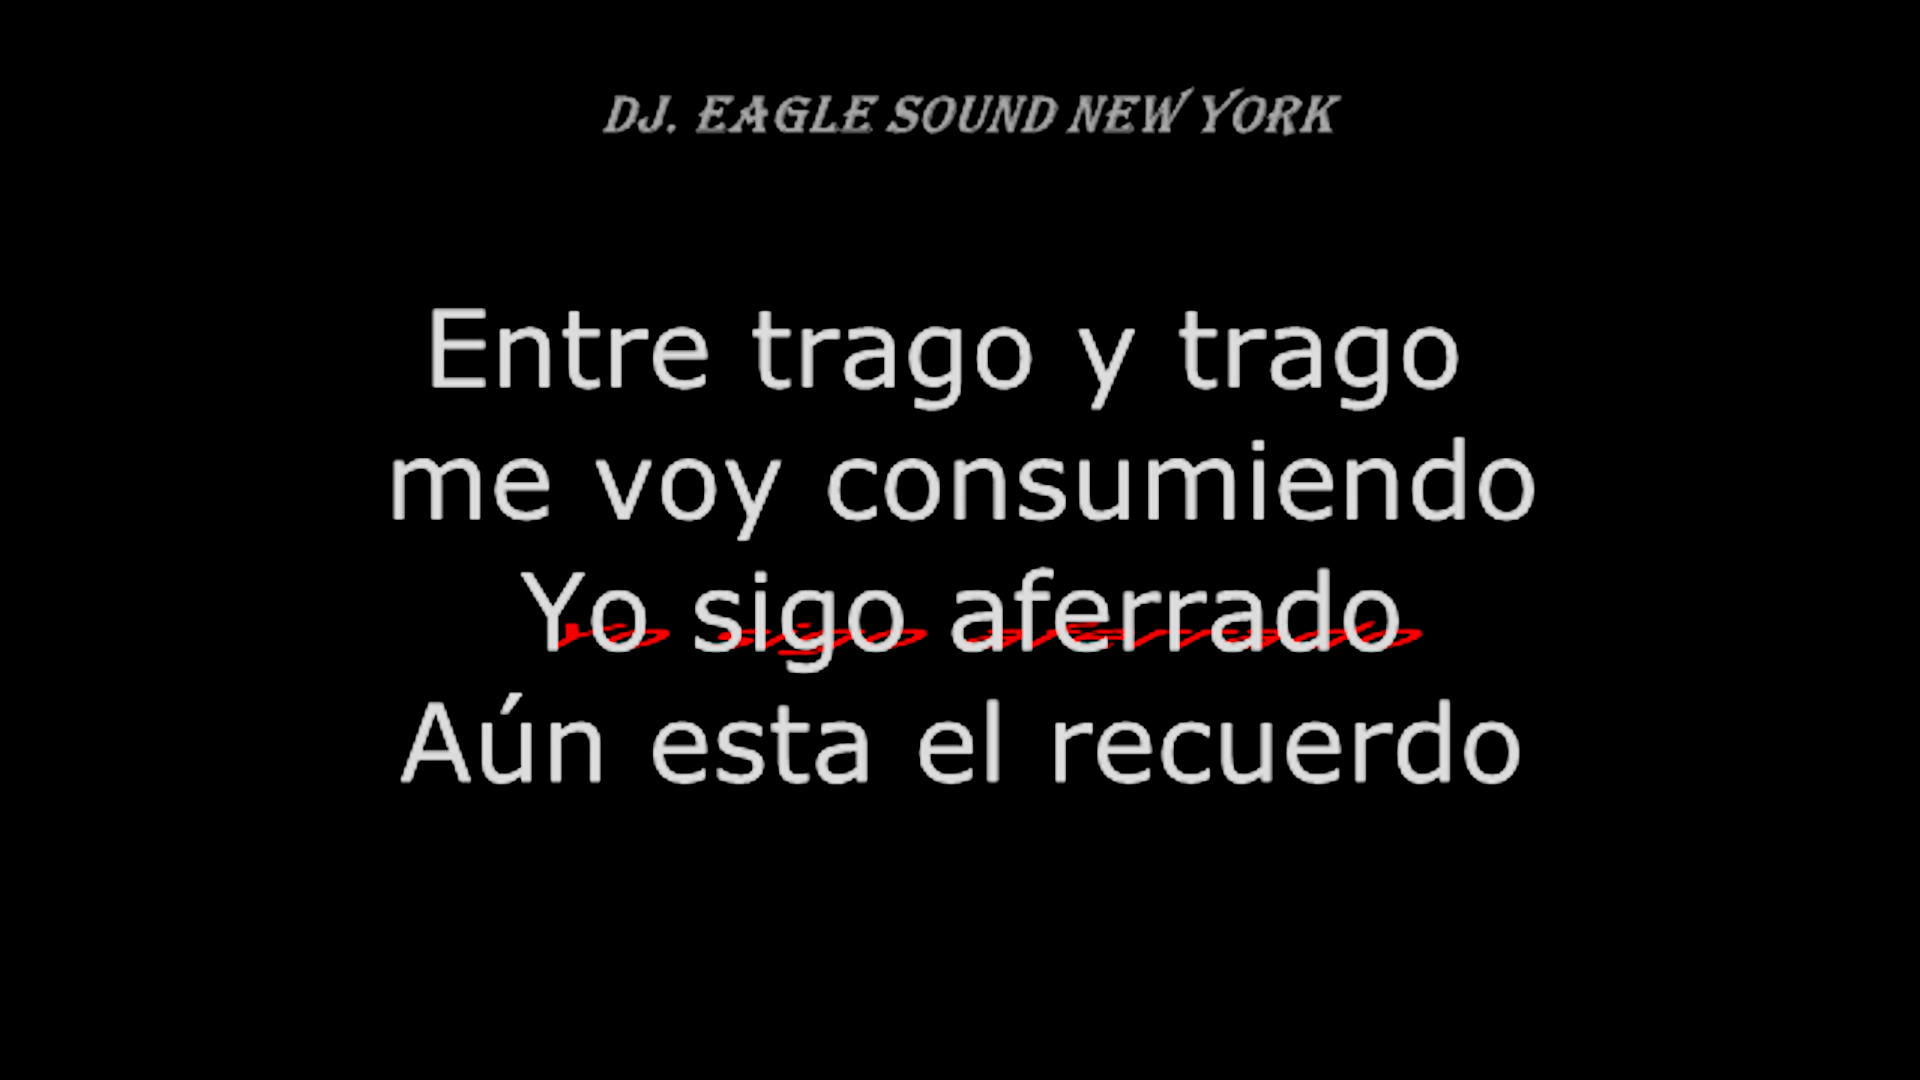 DJ. EAGLE SOUND NEW YORK
Entre trago y trago
me voy consumiendo
Yo sigo aferrado
Aún esta el recuerdo